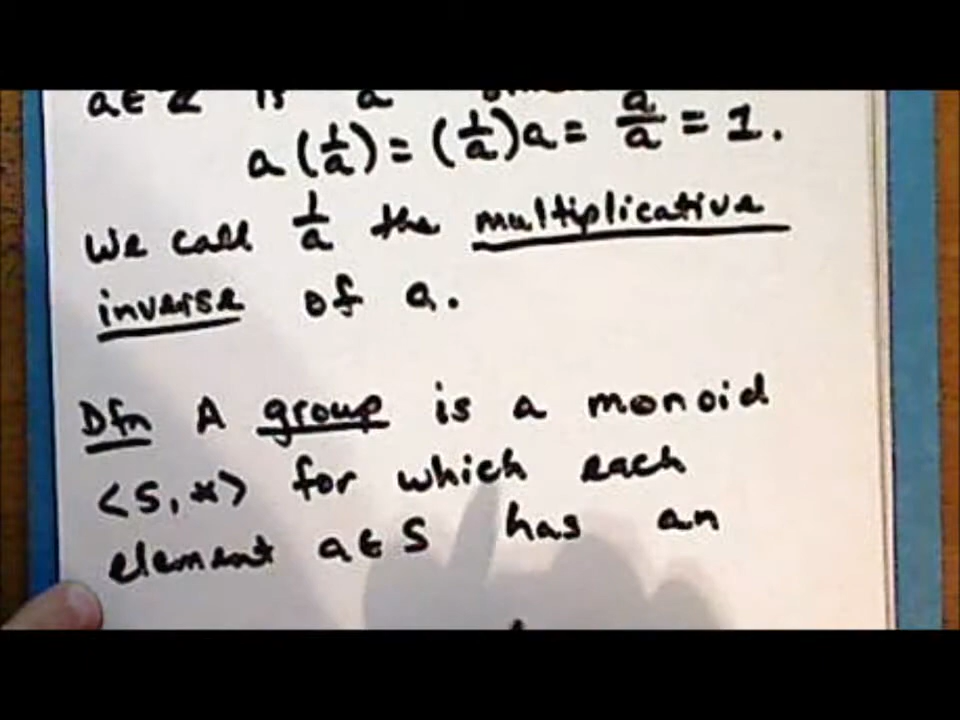 is a
a(1/a) = (1/a)a = a/a = 1.
We call 1/a the multiplicative
inverse of a.
Dfn A group is a monoid
<S, *> for which each
element a ∈ S has an